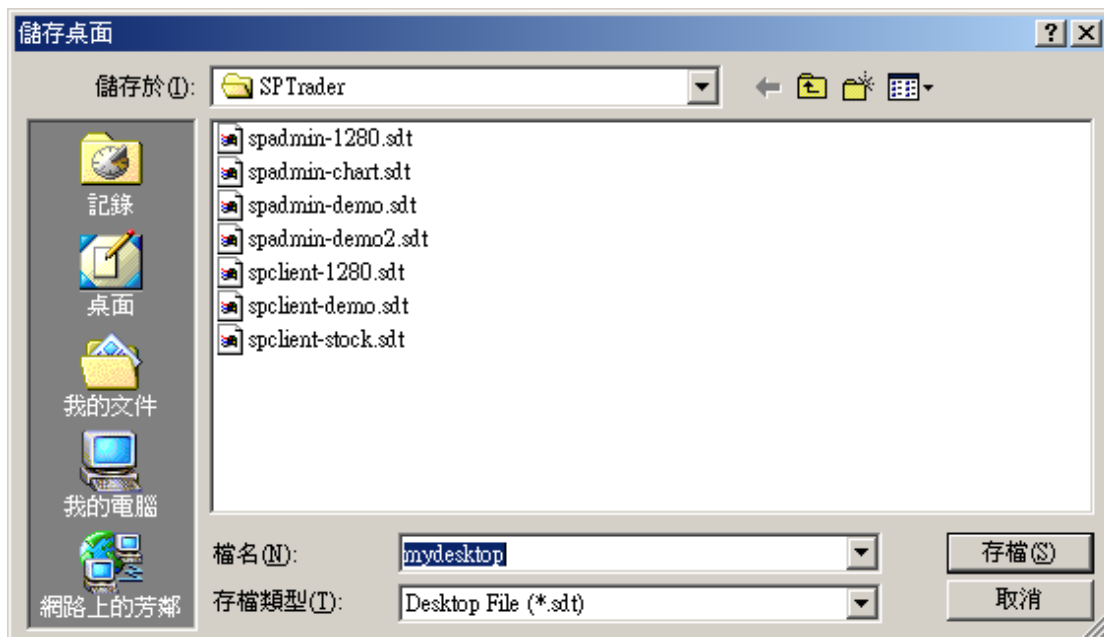 儲存桌面
儲存於(I):
SPTrader
記錄
桌面
我的文件
我的電腦
網路上的芳鄰
spadmin-1280.sdt
spadmin-chart.sdt
spadmin-demo.sdt
spadmin-demo2.sdt
spclient-1280.sdt
spclient-demo.sdt
spclient-stock.sdt
檔名(N):
mydesktop
存檔(S)
存檔類型(T):
Desktop File (*.sdt)
取消